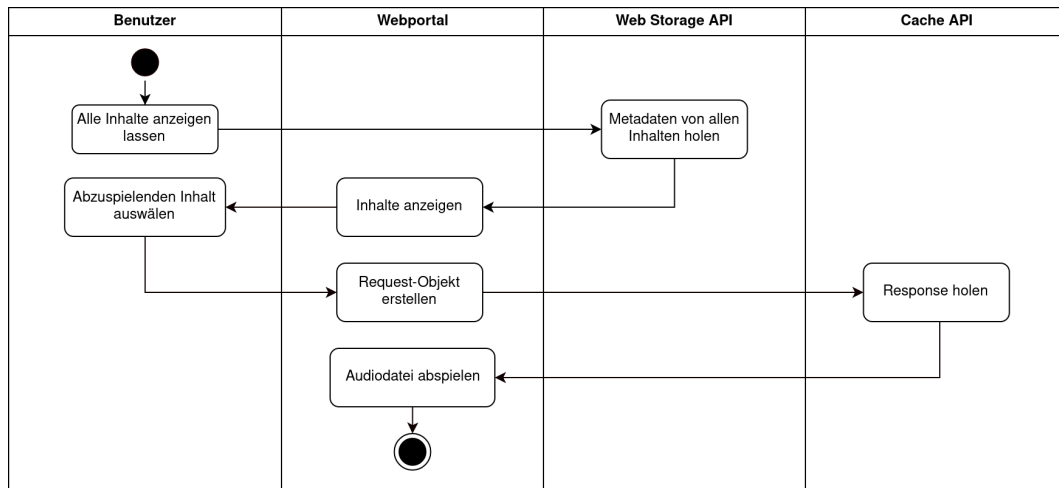 Benutzer
Webportal
Web Storage API
Cache API
Alle Inhalte anzeigen
lassen
Metadaten von allen
Inhalten holen
Abzuspielenden Inhalt
auswälen
Inhalte anzeigen
Request-Objekt
erstellen
Response holen
Audiodatei abspielen